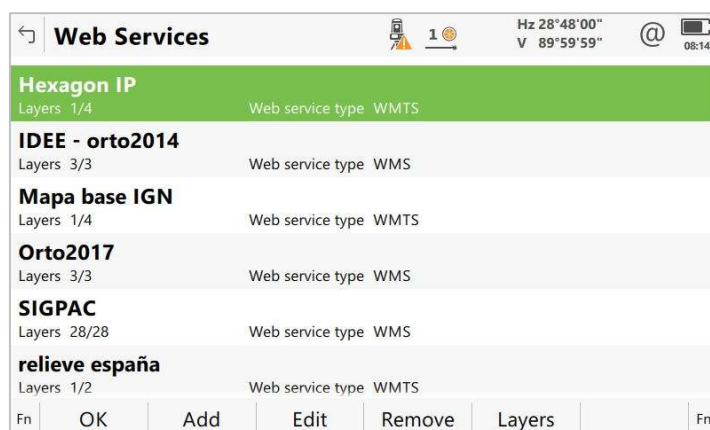 Web Services
1
Hz 28°48'00"
V 89°59'59"
@
08:14
Hexagon IP
Layers 1/4 Web service type WMTS
IDEE - orto2014
Layers 3/3 Web service type WMS
Mapa base IGN
Layers 1/4 Web service type WMTS
Orto2017
Layers 3/3 Web service type WMS
SIGPAC
Layers 28/28 Web service type WMS
relieve españa
Layers 1/2 Web service type WMTS
Fn OK Add Edit Remove Layers Fn